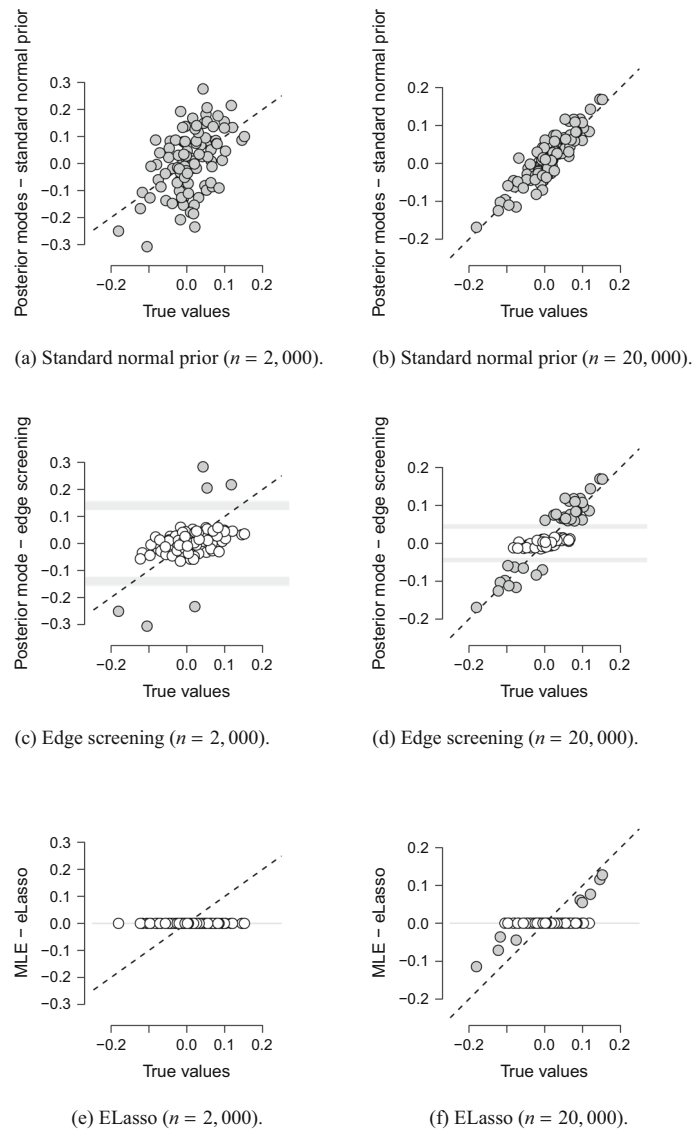 Posterior modes – standard normal prior
0.3
0.2
0.1
0.0
−0.1
−0.2
−0.3
−0.2 0.0 0.1 0.2
True values
Posterior modes – standard normal prior
0.2
0.1
0.0
−0.1
−0.2
−0.2 0.0 0.1 0.2
True values
(a) Standard normal prior (n = 2, 000).
(b) Standard normal prior (n = 20, 000).
Posterior mode – edge screening
0.3
0.2
0.1
0.0
−0.1
−0.2
−0.3
−0.2 0.0 0.1 0.2
True values
Posterior modes – edge screening
0.2
0.1
0.0
−0.1
−0.2
−0.2 0.0 0.1 0.2
True values
(c) Edge screening (n = 2, 000).
(d) Edge screening (n = 20, 000).
MLE – eLasso
0.3
0.2
0.1
0.0
−0.1
−0.2
−0.3
−0.2 0.0 0.1 0.2
True values
MLE – eLasso
0.2
0.1
0.0
−0.1
−0.2
−0.2 0.0 0.1 0.2
True values
(e) ELasso (n = 2, 000).
(f) ELasso (n = 20, 000).